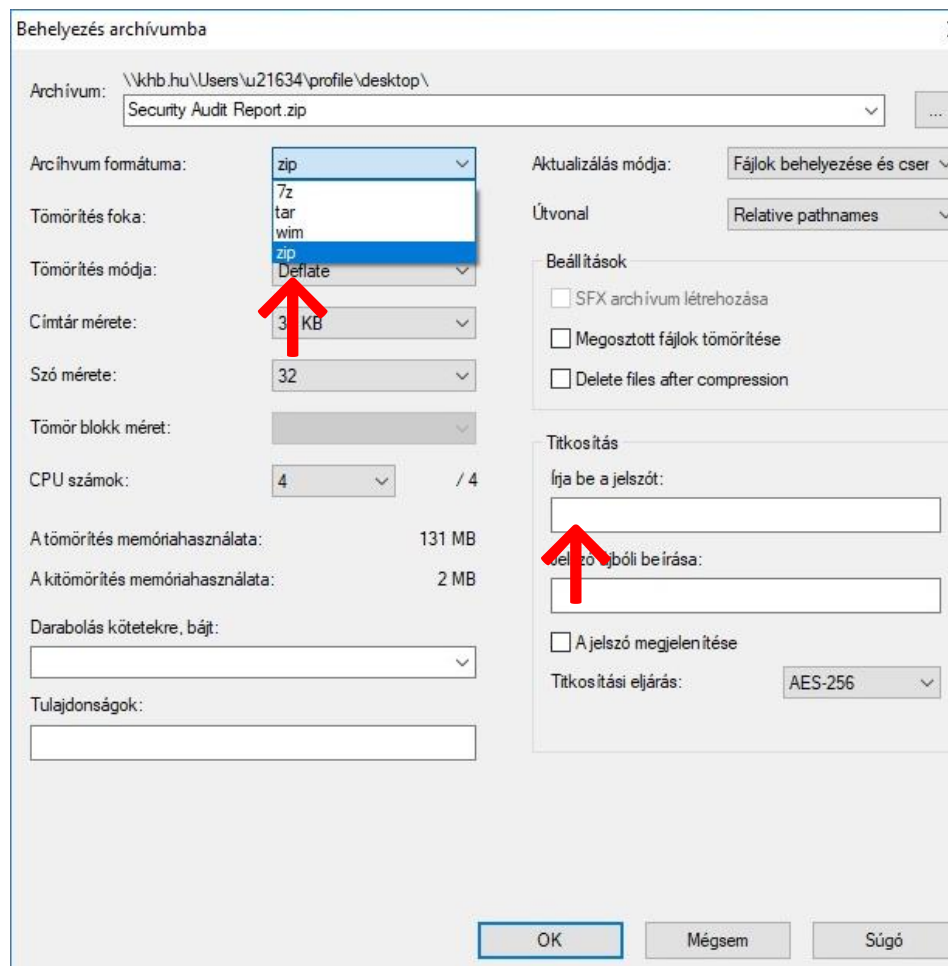 Behelyezés archívumba
Archívum:
\\khb.hu\Users\u21634\profile\desktop\
Security Audit Report.zip
...
Arcíhvum formátuma:
zip
7z
tar
wim
zip
Tömörítés foka:
Tömörítés módja:
Deflate
Címtár mérete:
KB
Szó mérete:
32
Tömör blokk méret:
CPU számok:
4
/ 4
A tömörítés memóriahasználata:
131 MB
A kitömörítés memóriahasználata:
2 MB
Darabolás kötetekre, bájt:
Tulajdonságok:
Aktualizálás módja:
Fájlok behelyezése és cser
Útvonal
Relative pathnames
Beállítások
SFX archívum létrehozása
Megosztott fájlok tömörítése
Delete files after compression
Titkosítás
Írja be a jelszót:
beírása:
A jelszó megjelenítése
Titkosítási eljárás:
AES-256
OK
Mégsem
Súgó